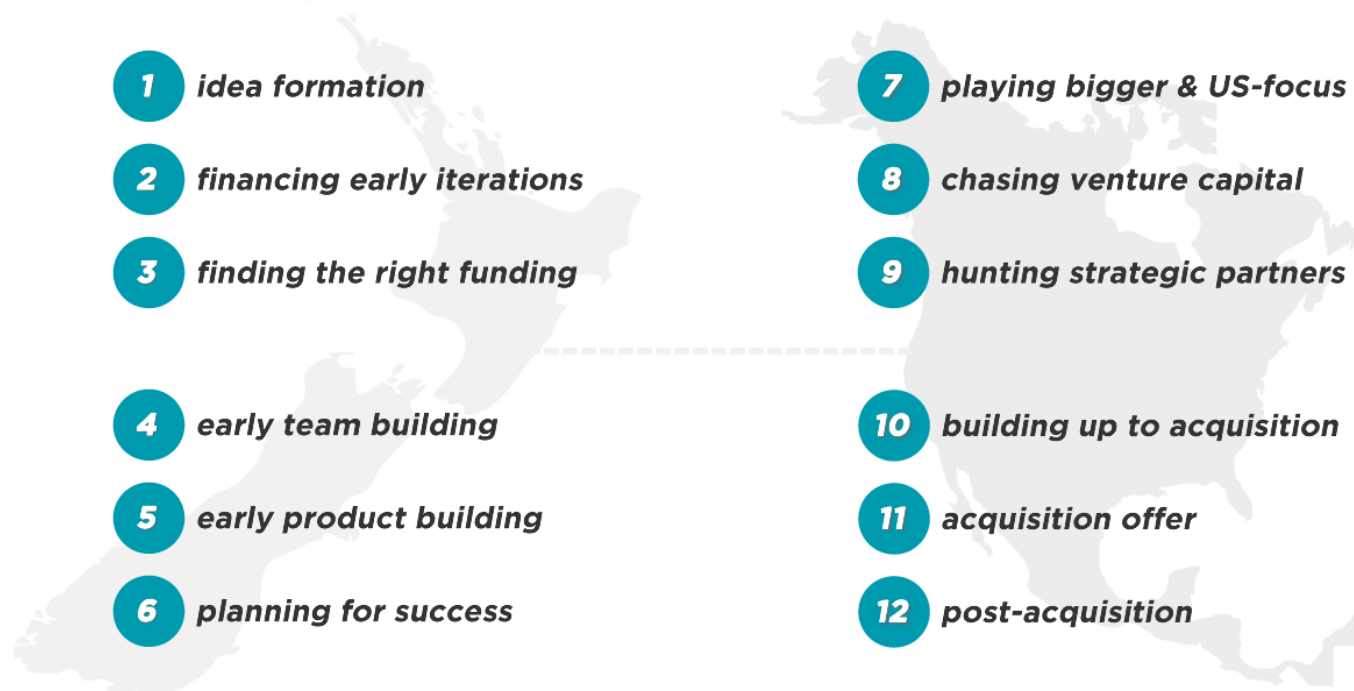 1 idea formation
2 financing early iterations
3 finding the right funding
4 early team building
5 early product building
6 planning for success
7 playing bigger & US-focus
8 chasing venture capital
9 hunting strategic partners
10 building up to acquisition
11 acquisition offer
12 post-acquisition